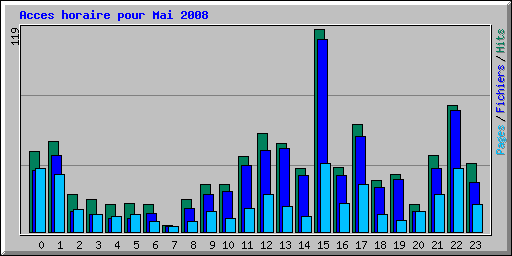 Acces horaire pour Mai 2008
119
Pages / Fichiers / Hits
0 1 2 3 4 5 6 7 8 9 10 11 12 13 14 15 16 17 18 19 20 21 22 23